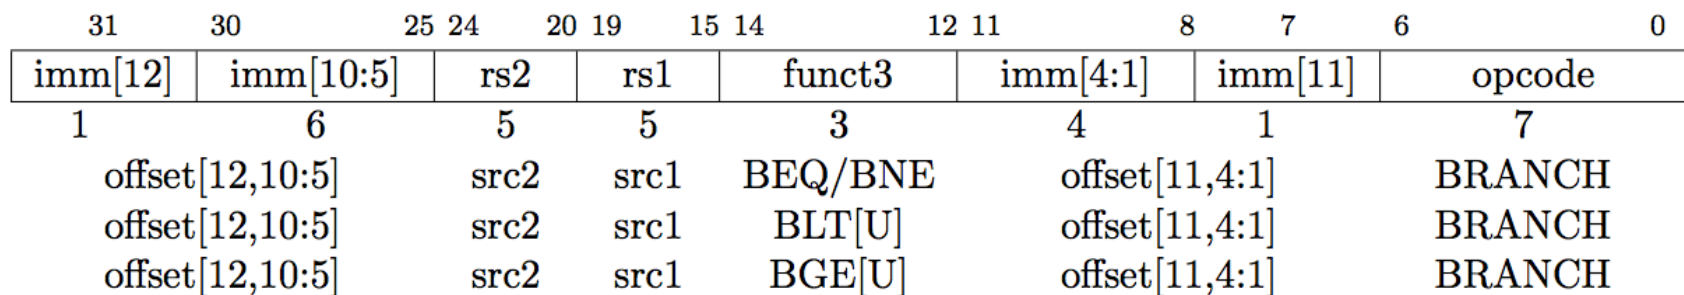 31 30 25 24 20 19 15 14 12 11 8 7 6 0
imm[12] imm[10:5] rs2 rs1 funct3 imm[4:1] imm[11] opcode
1 6 5 5 3 4 1 7
offset[12,10:5] src2 src1 BEQ/BNE offset[11,4:1] BRANCH
offset[12,10:5] src2 src1 BLT[U] offset[11,4:1] BRANCH
offset[12,10:5] src2 src1 BGE[U] offset[11,4:1] BRANCH